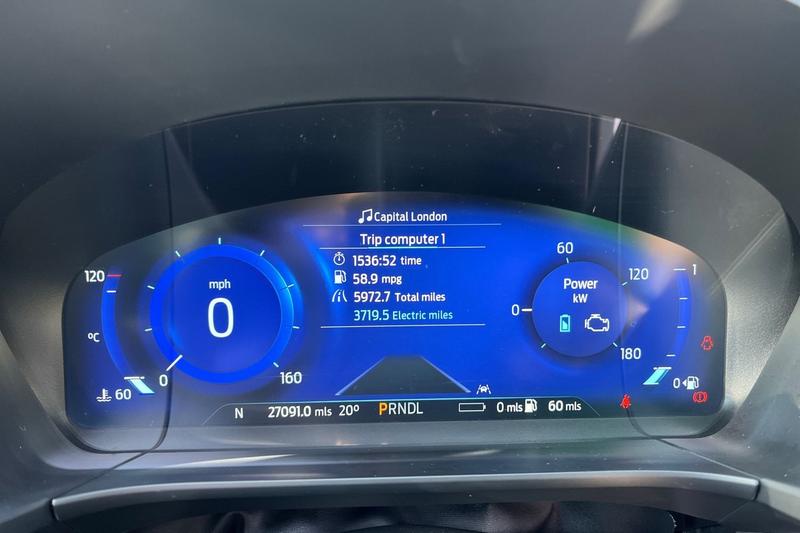 Capital London
Trip computer 1
1536:52 time
58.9 mpg
5972.7 Total miles
3719.5 Electric miles
120
ºC
60
mph
0
0
160
60
0
120
180
Power
kW
1
0
N 27091.0 mls 20º PRNDL 0 mls 60 mls